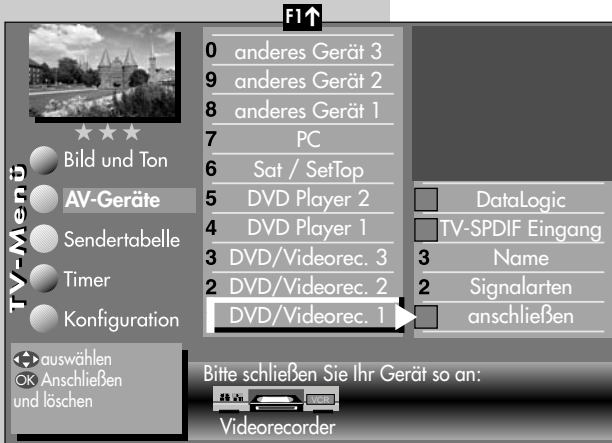 F1↑
TV-Menü
Bild und Ton
AV-Geräte
Sendertabelle
Timer
Konfiguration
0 anderes Gerät 3
9 anderes Gerät 2
8 anderes Gerät 1
7 PC
6 Sat / SetTop
5 DVD Player 2
4 DVD Player 1
3 DVD/Videorec. 3
2 DVD/Videorec. 2
DVD/Videorec. 1
DataLogic
TV-SPDIF Eingang
3 Name
2 Signalarten
anschließen
auswählen
OK Anschließen
und löschen
Bitte schließen Sie Ihr Gerät so an:
VCR
Videorecorder